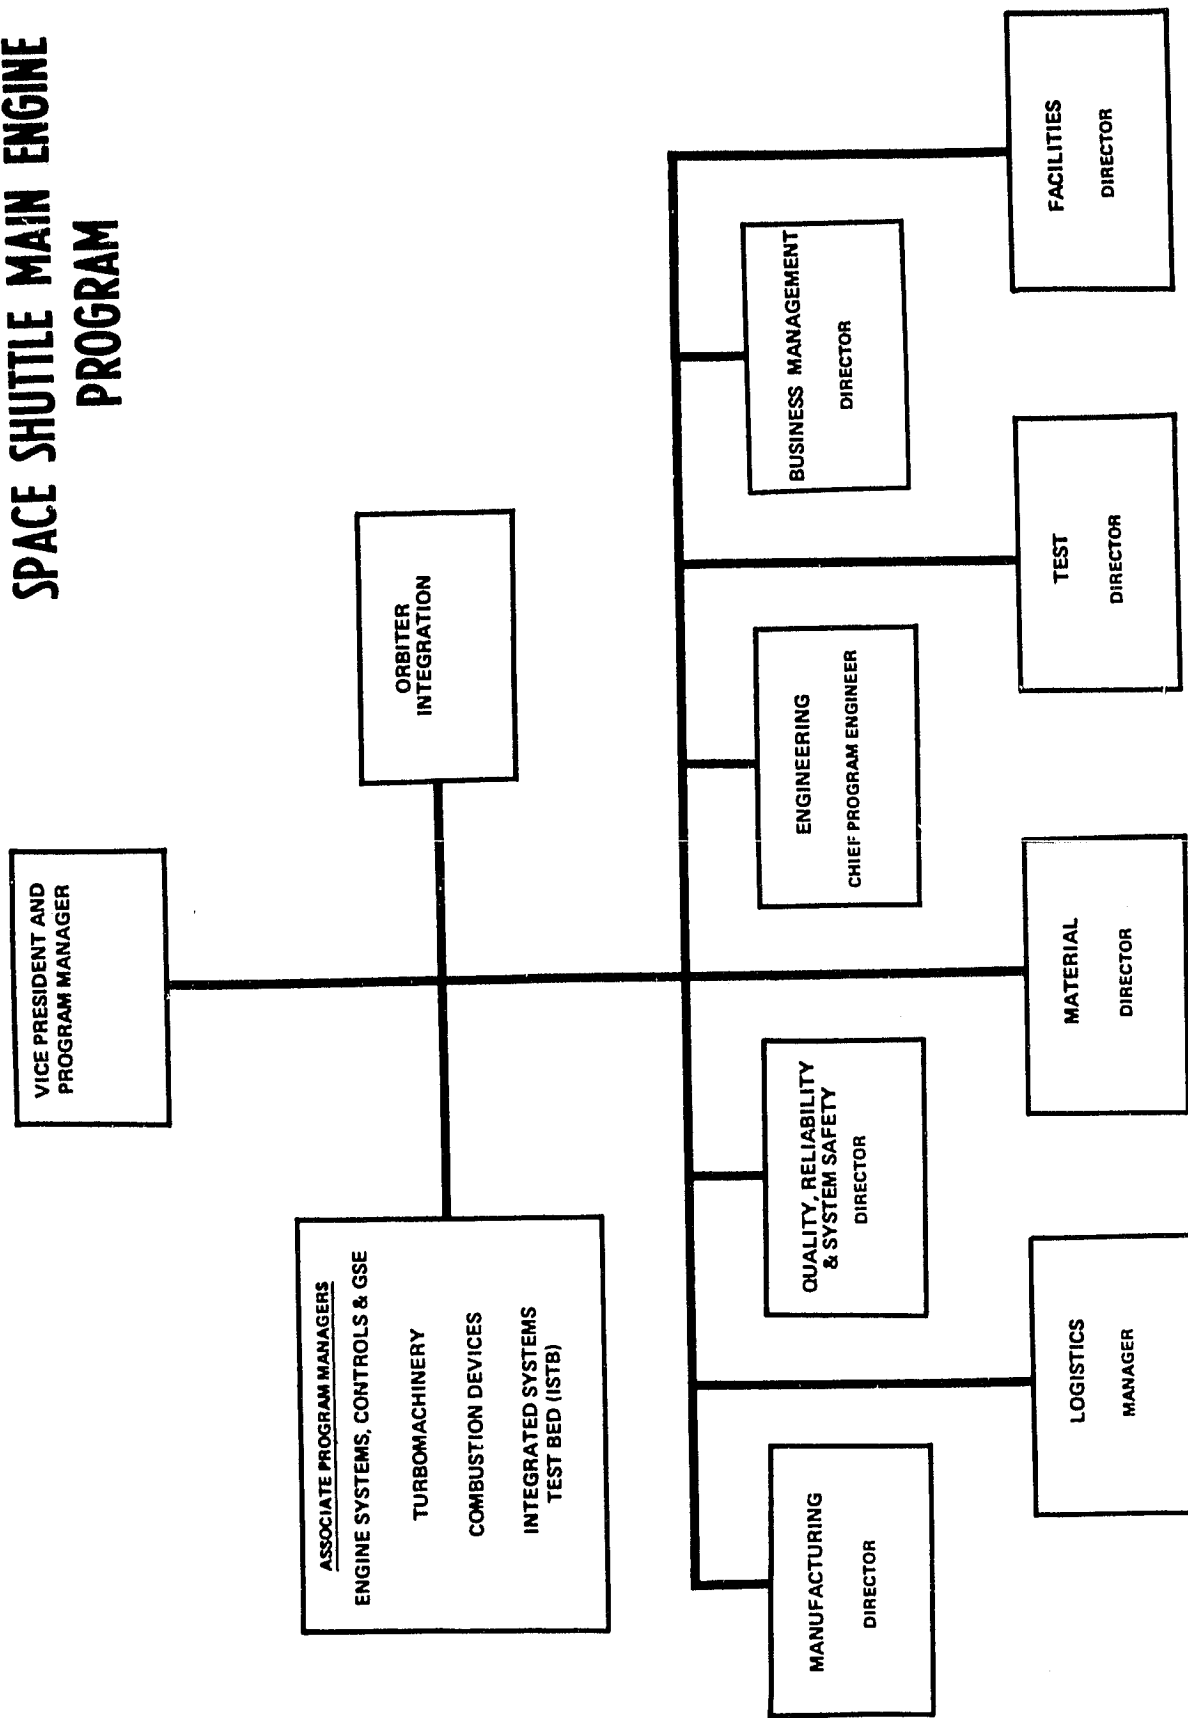 SPACE SHUTTLE MAIN ENGINE
PROGRAM
VICE PRESIDENT AND
PROGRAM MANAGER
ASSOCIATE PROGRAM MANAGERS
ENGINE SYSTEMS, CONTROLS & GSE
TURBOMACHINERY
COMBUSTION DEVICES
INTEGRATED SYSTEMS
TEST BED (ISTB)
ORBITER
INTEGRATION
MANUFACTURING
DIRECTOR
QUALITY, RELIABILITY
& SYSTEM SAFETY
DIRECTOR
ENGINEERING
CHIEF PROGRAM ENGINEER
BUSINESS MANAGEMENT
DIRECTOR
LOGISTICS
MANAGER
MATERIAL
DIRECTOR
TEST
DIRECTOR
FACILITIES
DIRECTOR